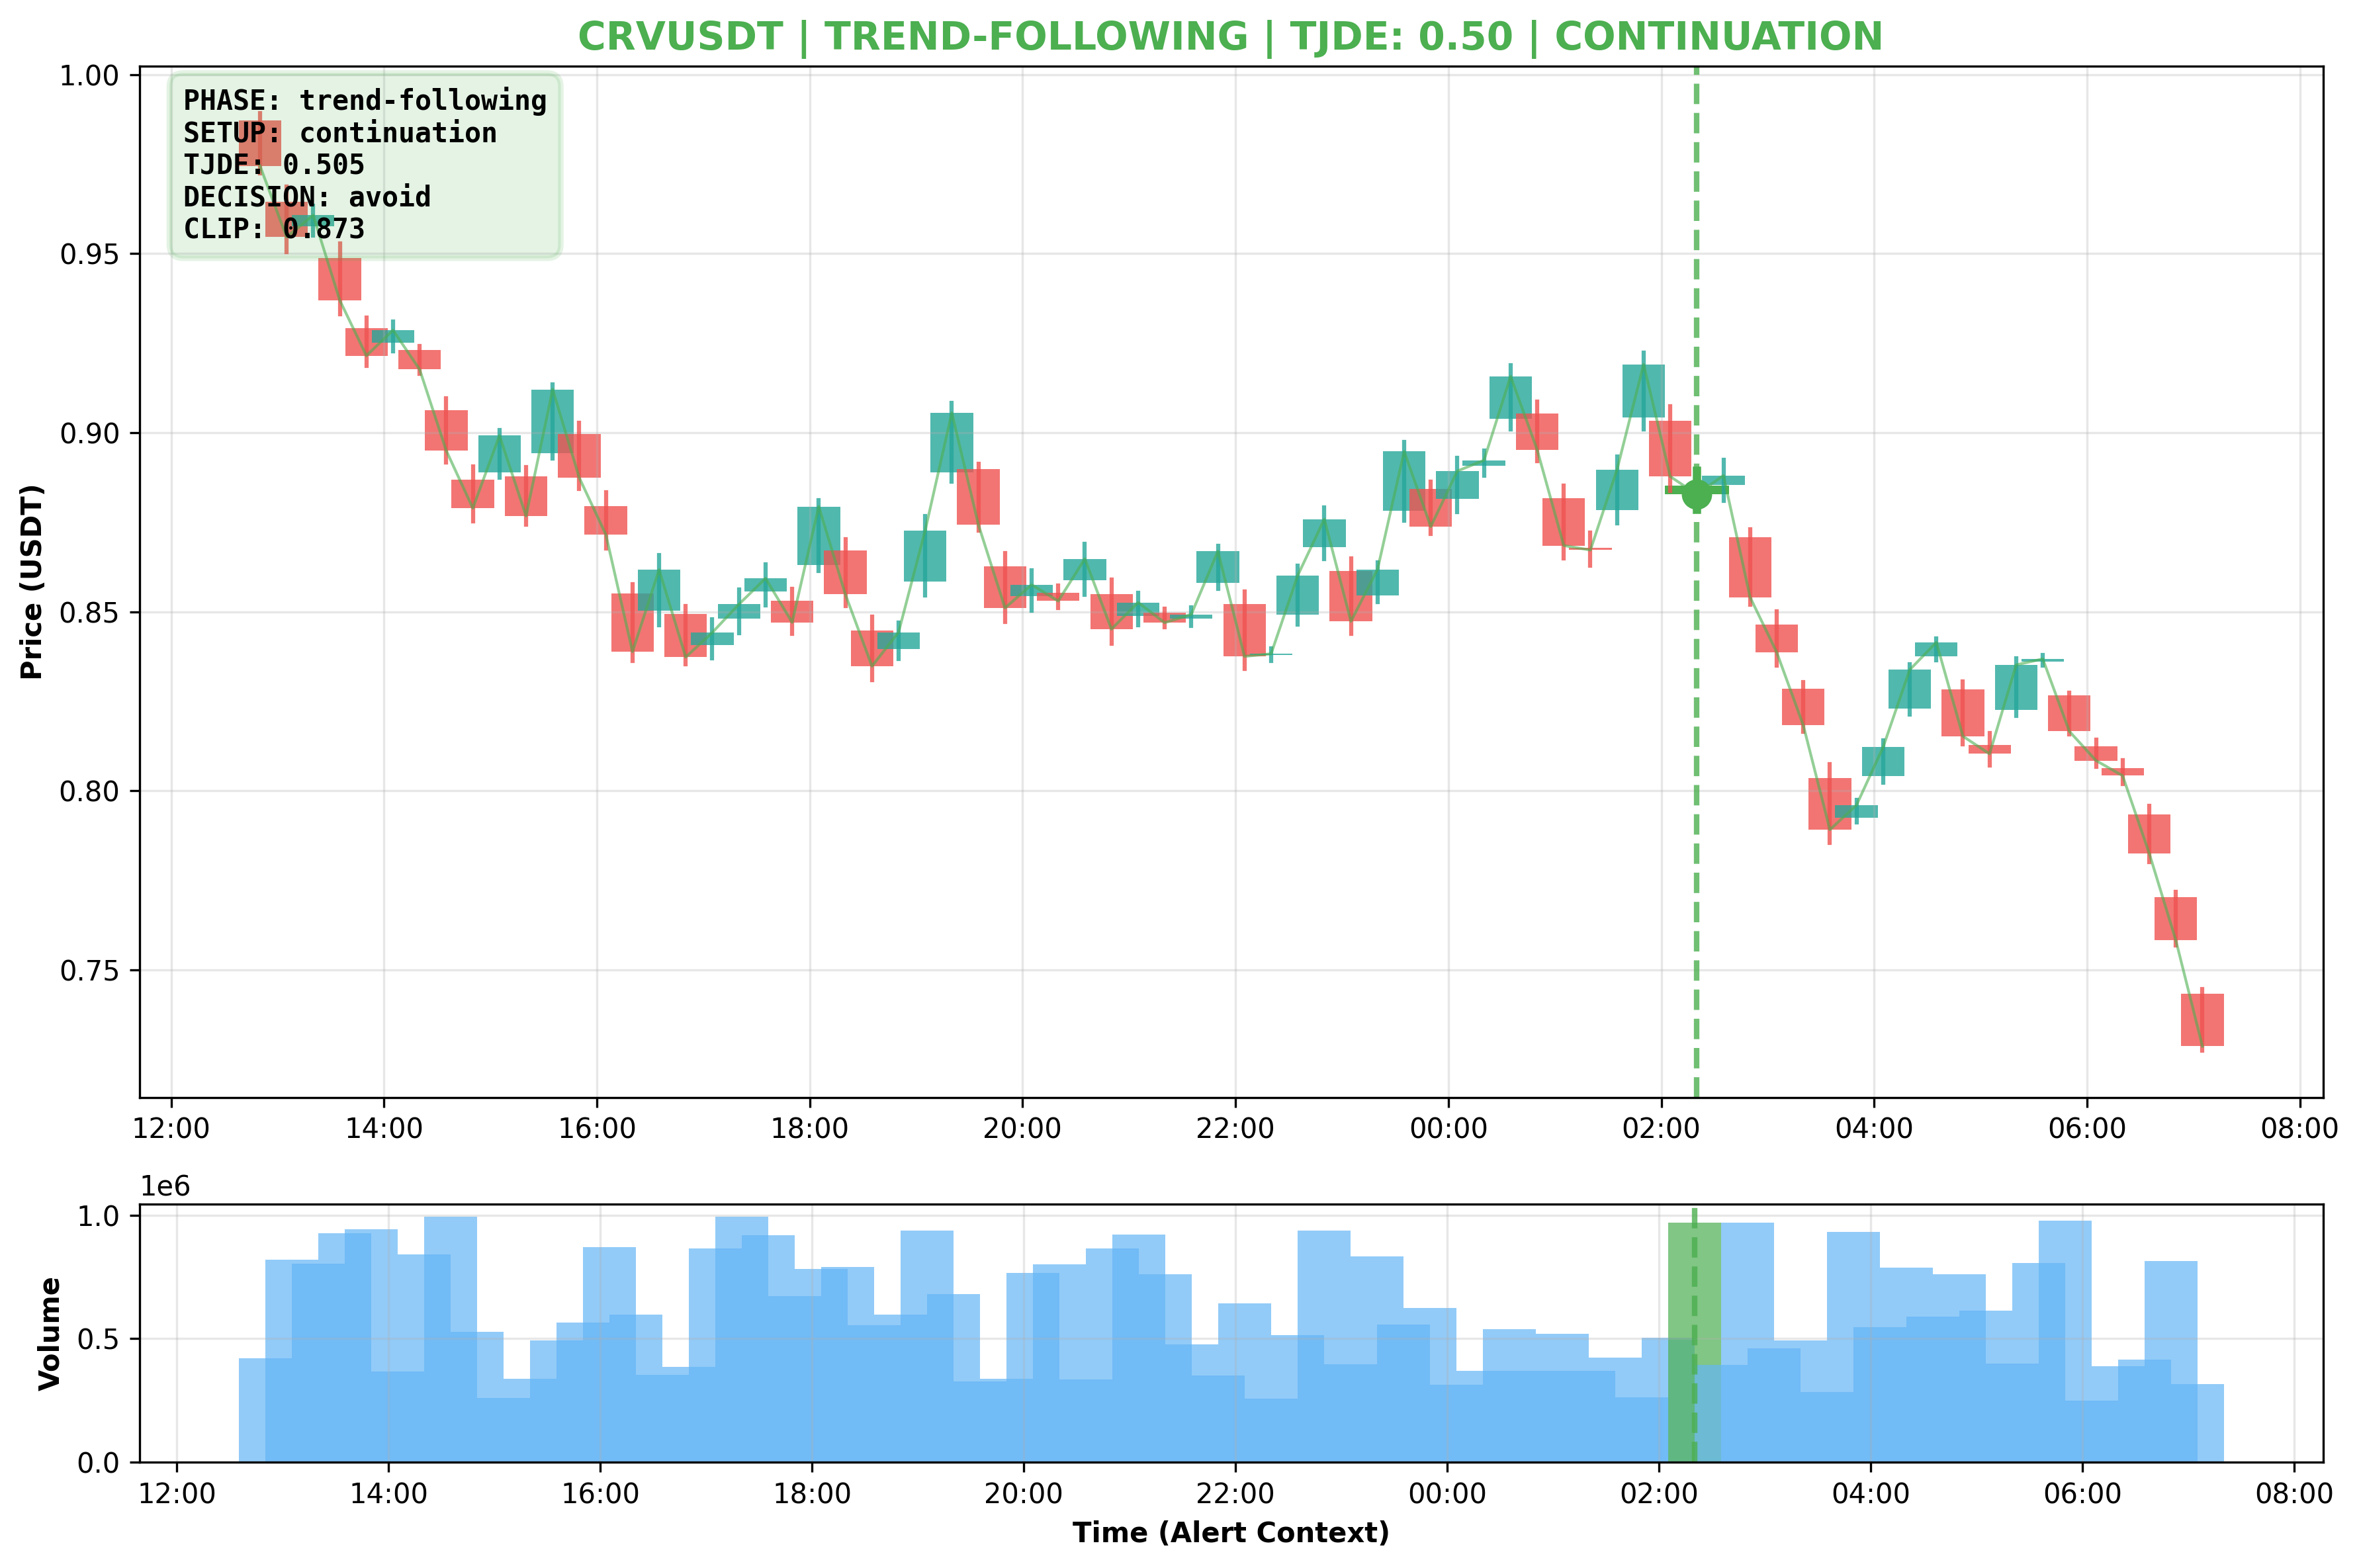 CRVUSDT | TREND-FOLLOWING | TJDE: 0.50 | CONTINUATION
PHASE: trend-following
SETUP: continuation
TJDE: 0.505
DECISION: avoid
CLIP: 0.873
Price (USDT)
1.00
0.95
0.90
0.85
0.80
0.75
12:00 14:00 16:00 18:00 20:00 22:00 00:00 02:00 04:00 06:00 08:00
1e6
Volume
1.0
0.5
0.0
12:00 14:00 16:00 18:00 20:00 22:00 00:00 02:00 04:00 06:00 08:00
Time (Alert Context)